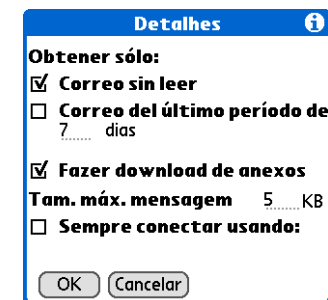 Detalhes
Obtener sólo:
Correo sin leer
Correo del último período de
7 dias
Fazer download de anexos
Tam. máx. mensagem 5 KB
Sempre conectar usando:
OK Cancelar